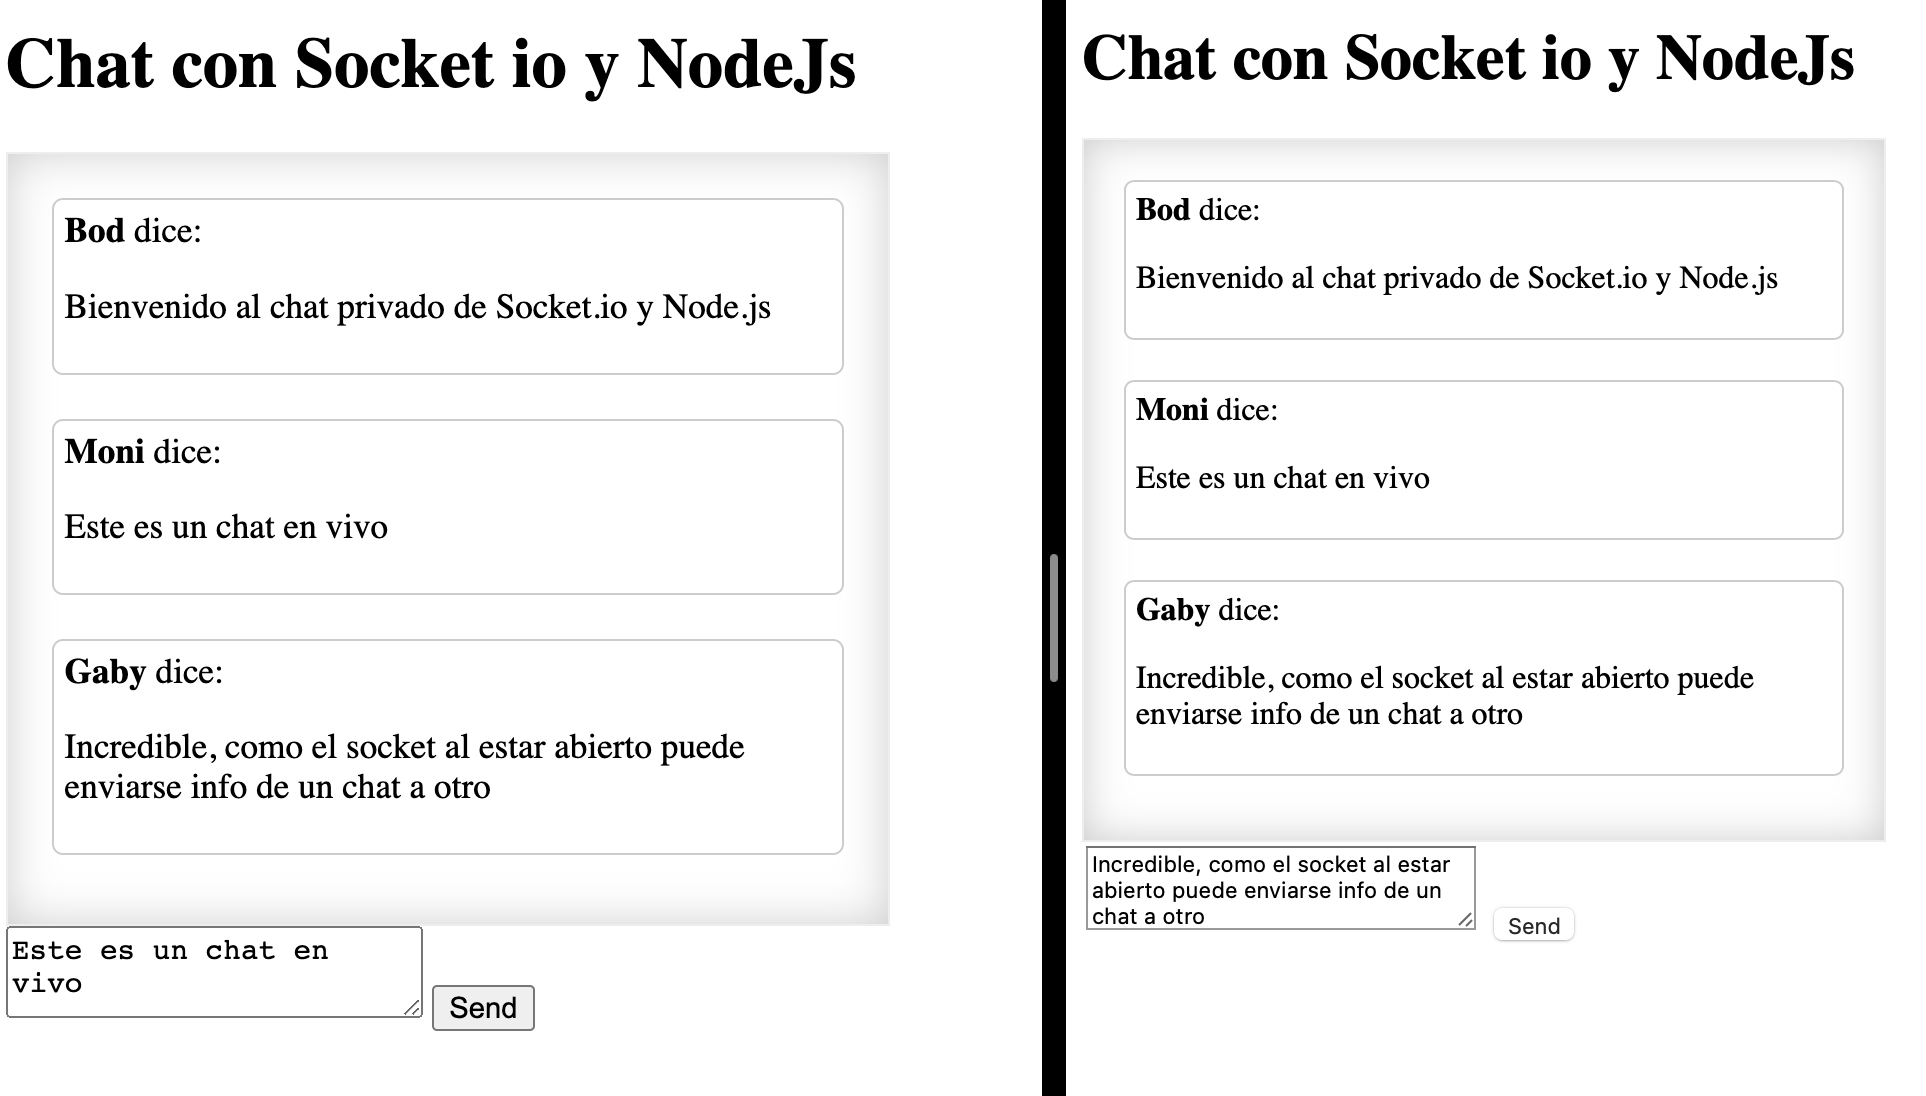 Chat con Socket io y NodeJs
Bod dice:
Bienvenido al chat privado de Socket.io y Node.js
Moni dice:
Este es un chat en vivo
Gaby dice:
Incredible, como el socket al estar abierto puede
enviarse info de un chat a otro
Este es un chat en
vivo
Send
Chat con Socket io y NodeJs
Bod dice:
Bienvenido al chat privado de Socket.io y Node.js
Moni dice:
Este es un chat en vivo
Gaby dice:
Incredible, como el socket al estar abierto puede
enviarse info de un chat a otro
Incredible, como el socket al estar
abierto puede enviarse info de un
chat a otro
Send